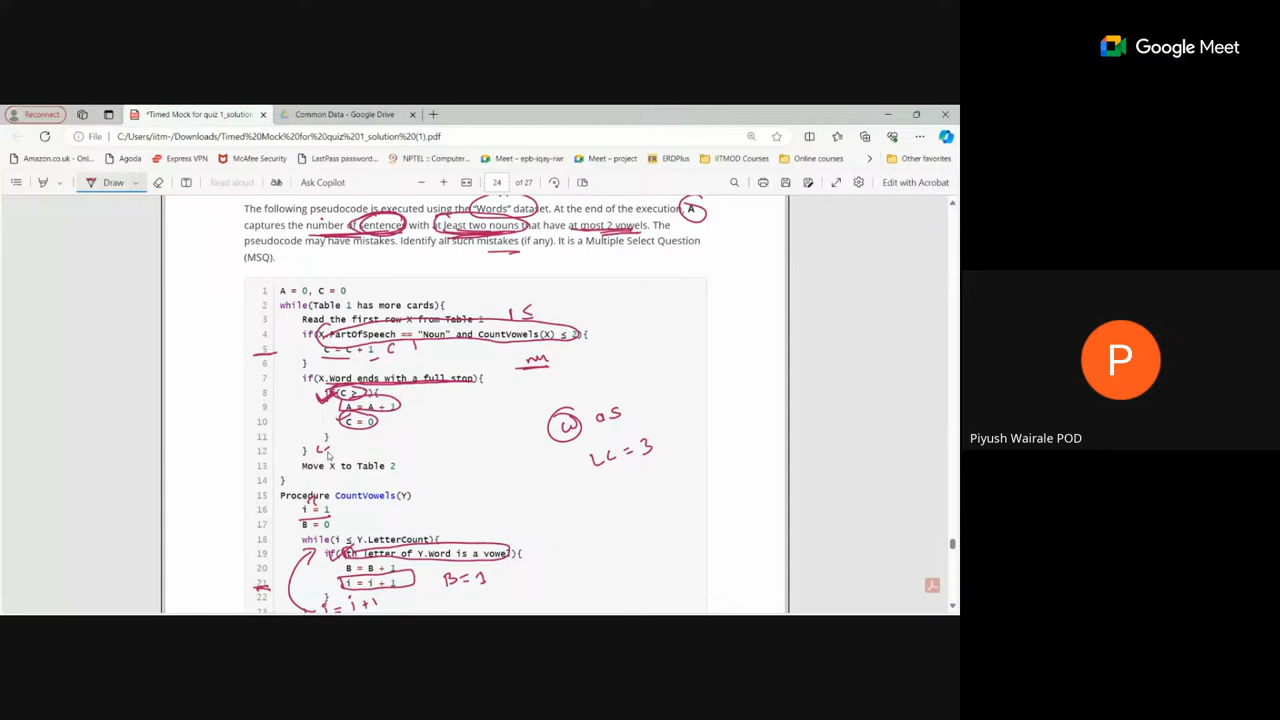 Google Meet
Reconnect
*Timed Mock for quiz 1_solution
Common Data - Google Drive
File
C:/Users/iitm-/Downloads/Timed%20Mock%20for%20quiz%201_solution%20(1).pdf
Amazon.co.uk - Onl...
Agoda
Express VPN
McAfee Security
LastPass password...
NPTEL :: Computer...
Meet – epb-iqay-rwe
Meet – project
ERDPlus
IITMOD Courses
Online courses
Other favorites
Draw
Read aloud
Ask Copilot
24 of 27
Edit with Acrobat
The following pseudocode is executed using the "Words" dataset. At the end of the execution, A
captures the number of sentences with at least two nouns that have at most 2 vowels. The
pseudocode may have mistakes. Identify all such mistakes (if any). It is a Multiple Select Question
(MSQ).
1 A = 0, C = 0
2 while(Table 1 has more cards){
3 Read the first row X from Table 1
1 ≤
4 if(X.PartOfSpeech == "Noun" and CountVowels(X) ≤ 2){
5 C = C + 1
C
6 }
7 if(X.Word ends with a full stop){
8 (C >
9 A = A + 1
10 C = 0
os
11 }
12 }
LC = 3
13 Move X to Table 2
14 }
15 Procedure CountVowels(Y)
16 i = 1
17 B = 0
18 while(i ≤ Y.LetterCount){
19 letter of Y.Word is a vowel){
20 B = B + 1
21 i = i + 1
B = 1
22 }
i = i + 1
23
P
Piyush Wairale POD